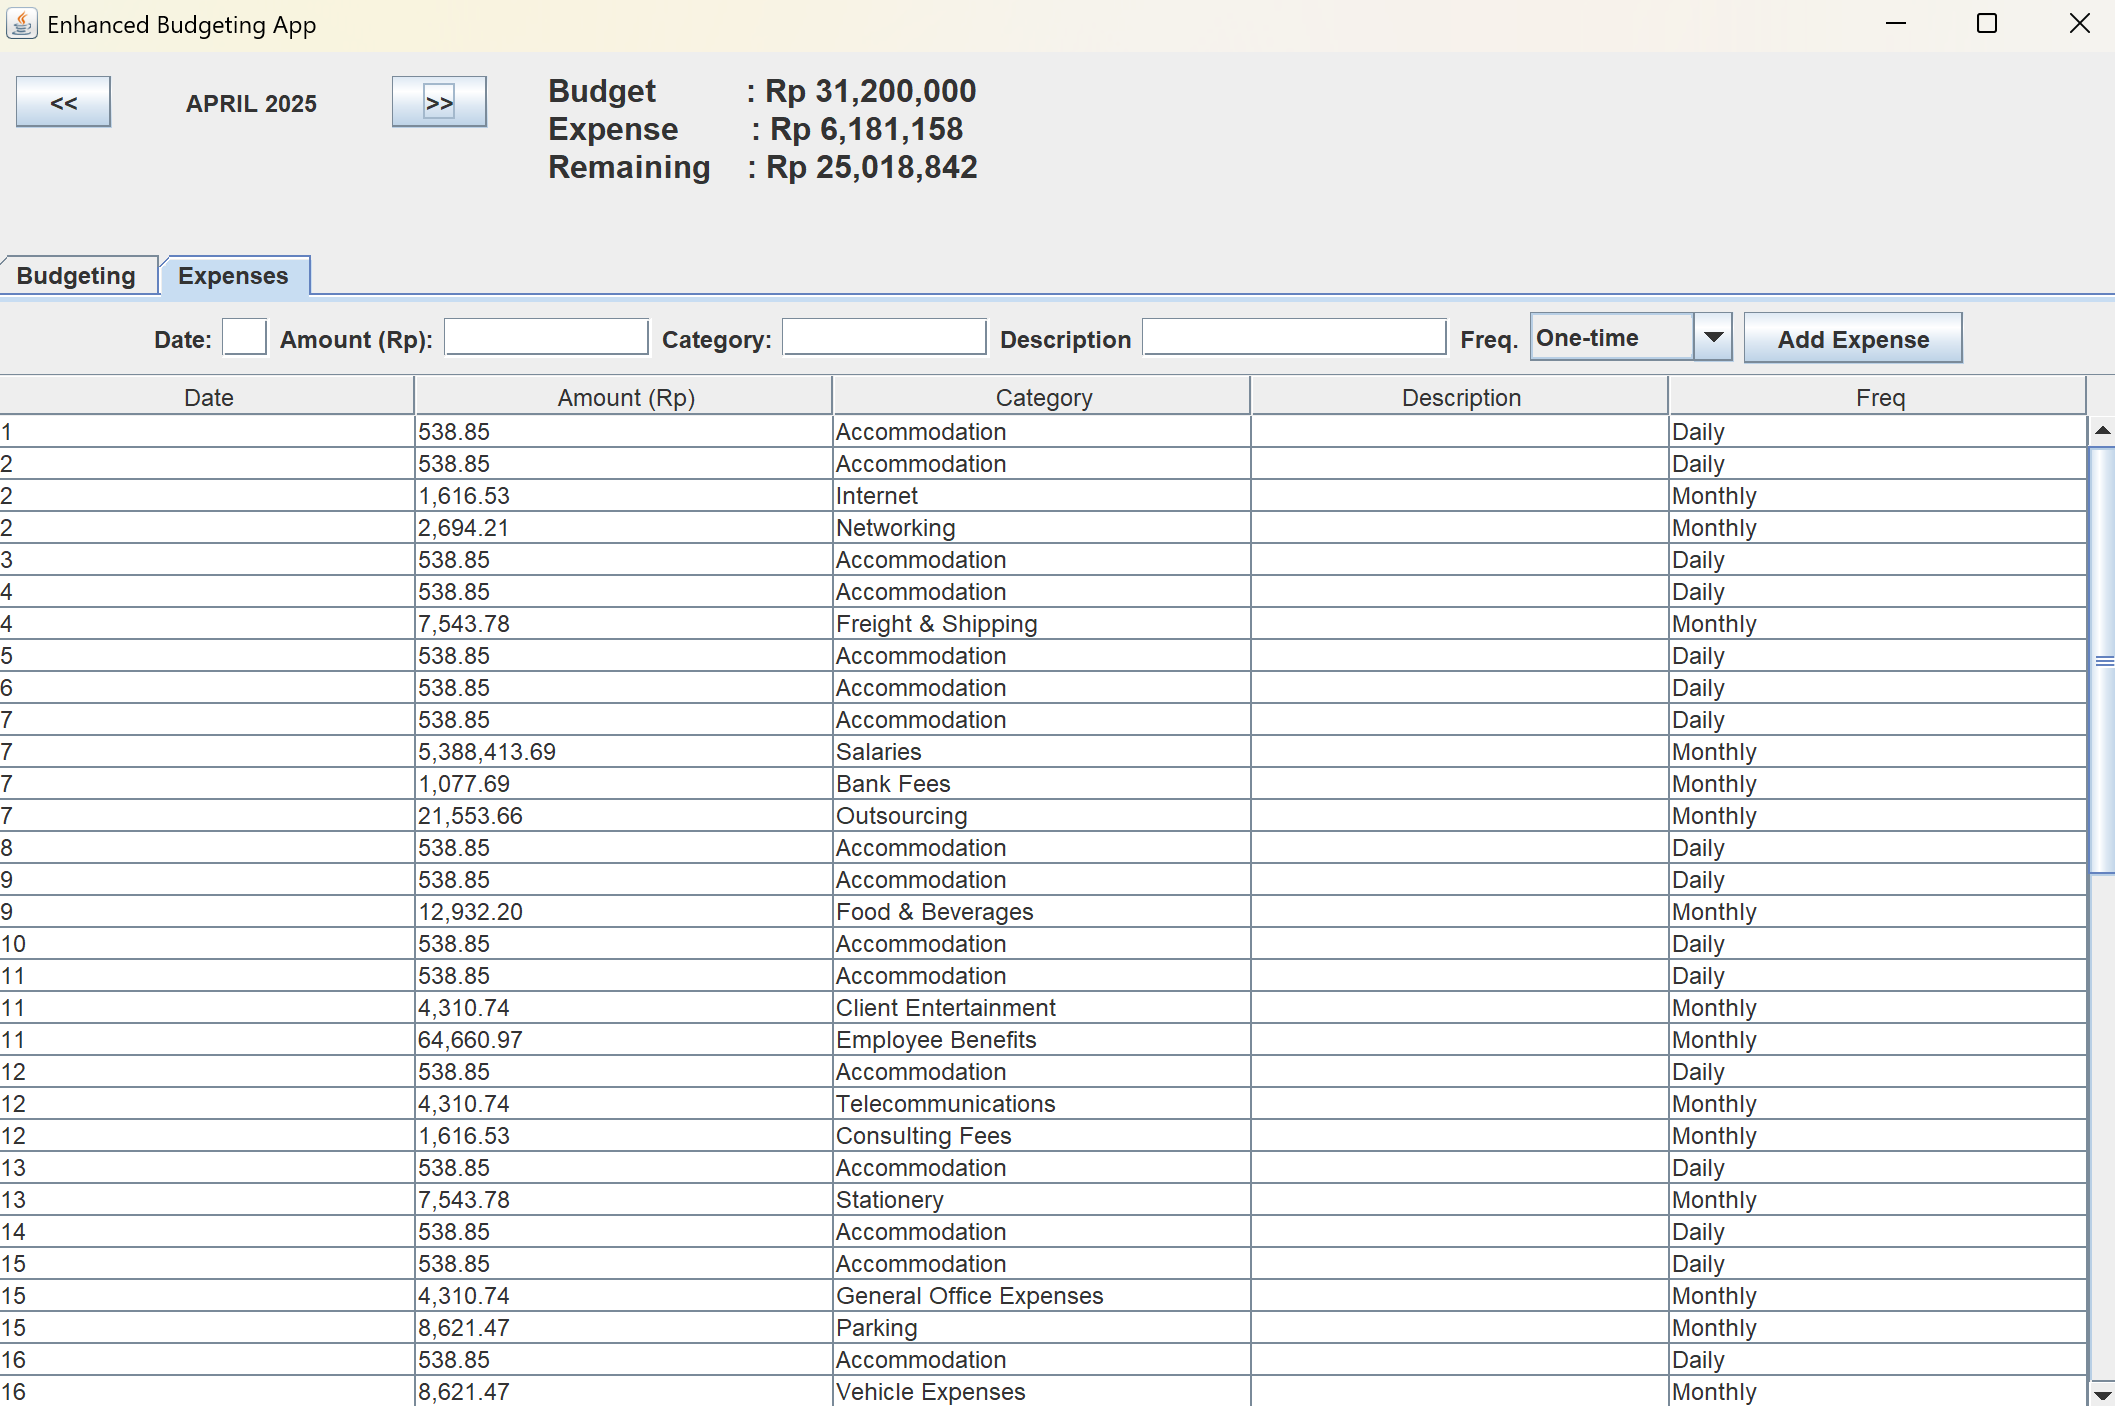 Enhanced Budgeting App
<< APRIL 2025 >>
Budget : Rp 31,200,000
Expense : Rp 6,181,158
Remaining : Rp 25,018,842
Budgeting Expenses
Date: Amount (Rp): Category: Description Freq. One-time Add Expense
Date Amount (Rp) Category Description Freq
1 538.85 Accommodation Daily
2 538.85 Accommodation Daily
2 1,616.53 Internet Monthly
2 2,694.21 Networking Monthly
3 538.85 Accommodation Daily
4 538.85 Accommodation Daily
4 7,543.78 Freight & Shipping Monthly
5 538.85 Accommodation Daily
6 538.85 Accommodation Daily
7 538.85 Accommodation Daily
7 5,388,413.69 Salaries Monthly
7 1,077.69 Bank Fees Monthly
7 21,553.66 Outsourcing Monthly
8 538.85 Accommodation Daily
9 538.85 Accommodation Daily
9 12,932.20 Food & Beverages Monthly
10 538.85 Accommodation Daily
11 538.85 Accommodation Daily
11 4,310.74 Client Entertainment Monthly
11 64,660.97 Employee Benefits Monthly
12 538.85 Accommodation Daily
12 4,310.74 Telecommunications Monthly
12 1,616.53 Consulting Fees Monthly
13 538.85 Accommodation Daily
13 7,543.78 Stationery Monthly
14 538.85 Accommodation Daily
15 538.85 Accommodation Daily
15 4,310.74 General Office Expenses Monthly
15 8,621.47 Parking Monthly
16 538.85 Accommodation Daily
16 8,621.47 Vehicle Expenses Monthly